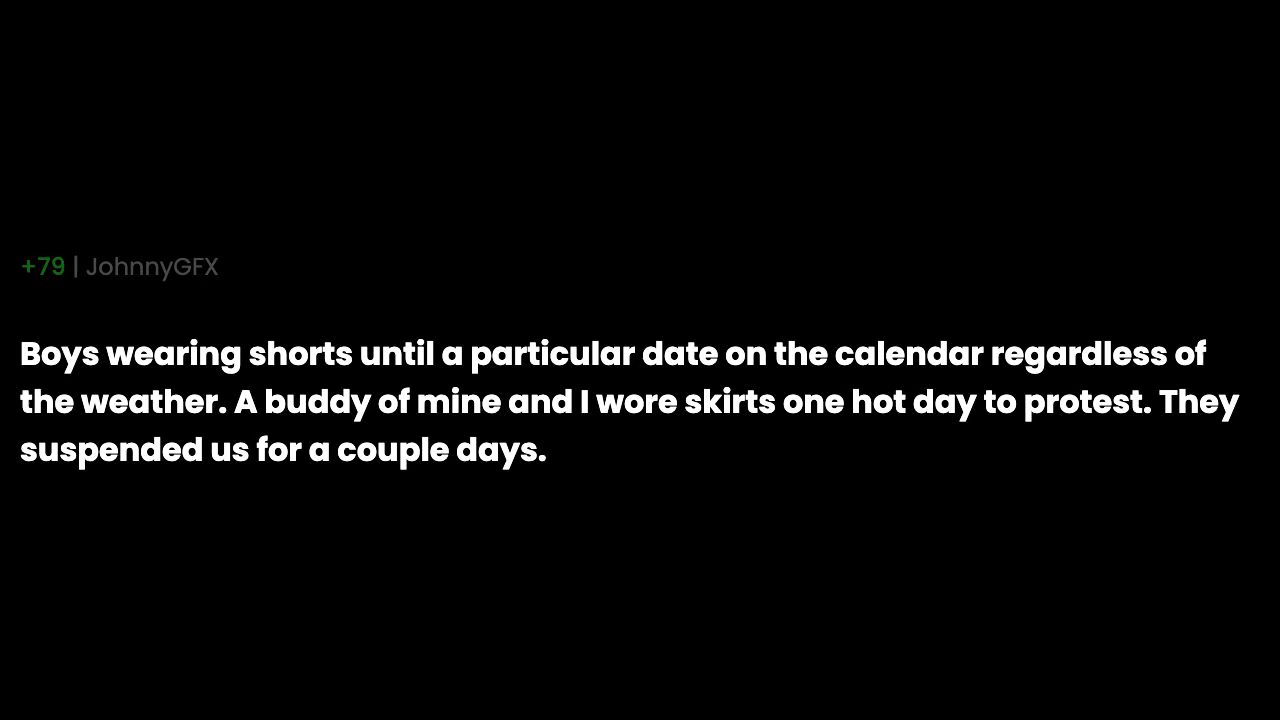 +79 | JohnnyGFX
Boys wearing shorts until a particular date on the calendar regardless of
the weather. A buddy of mine and I wore skirts one hot day to protest. They
suspended us for a couple days.